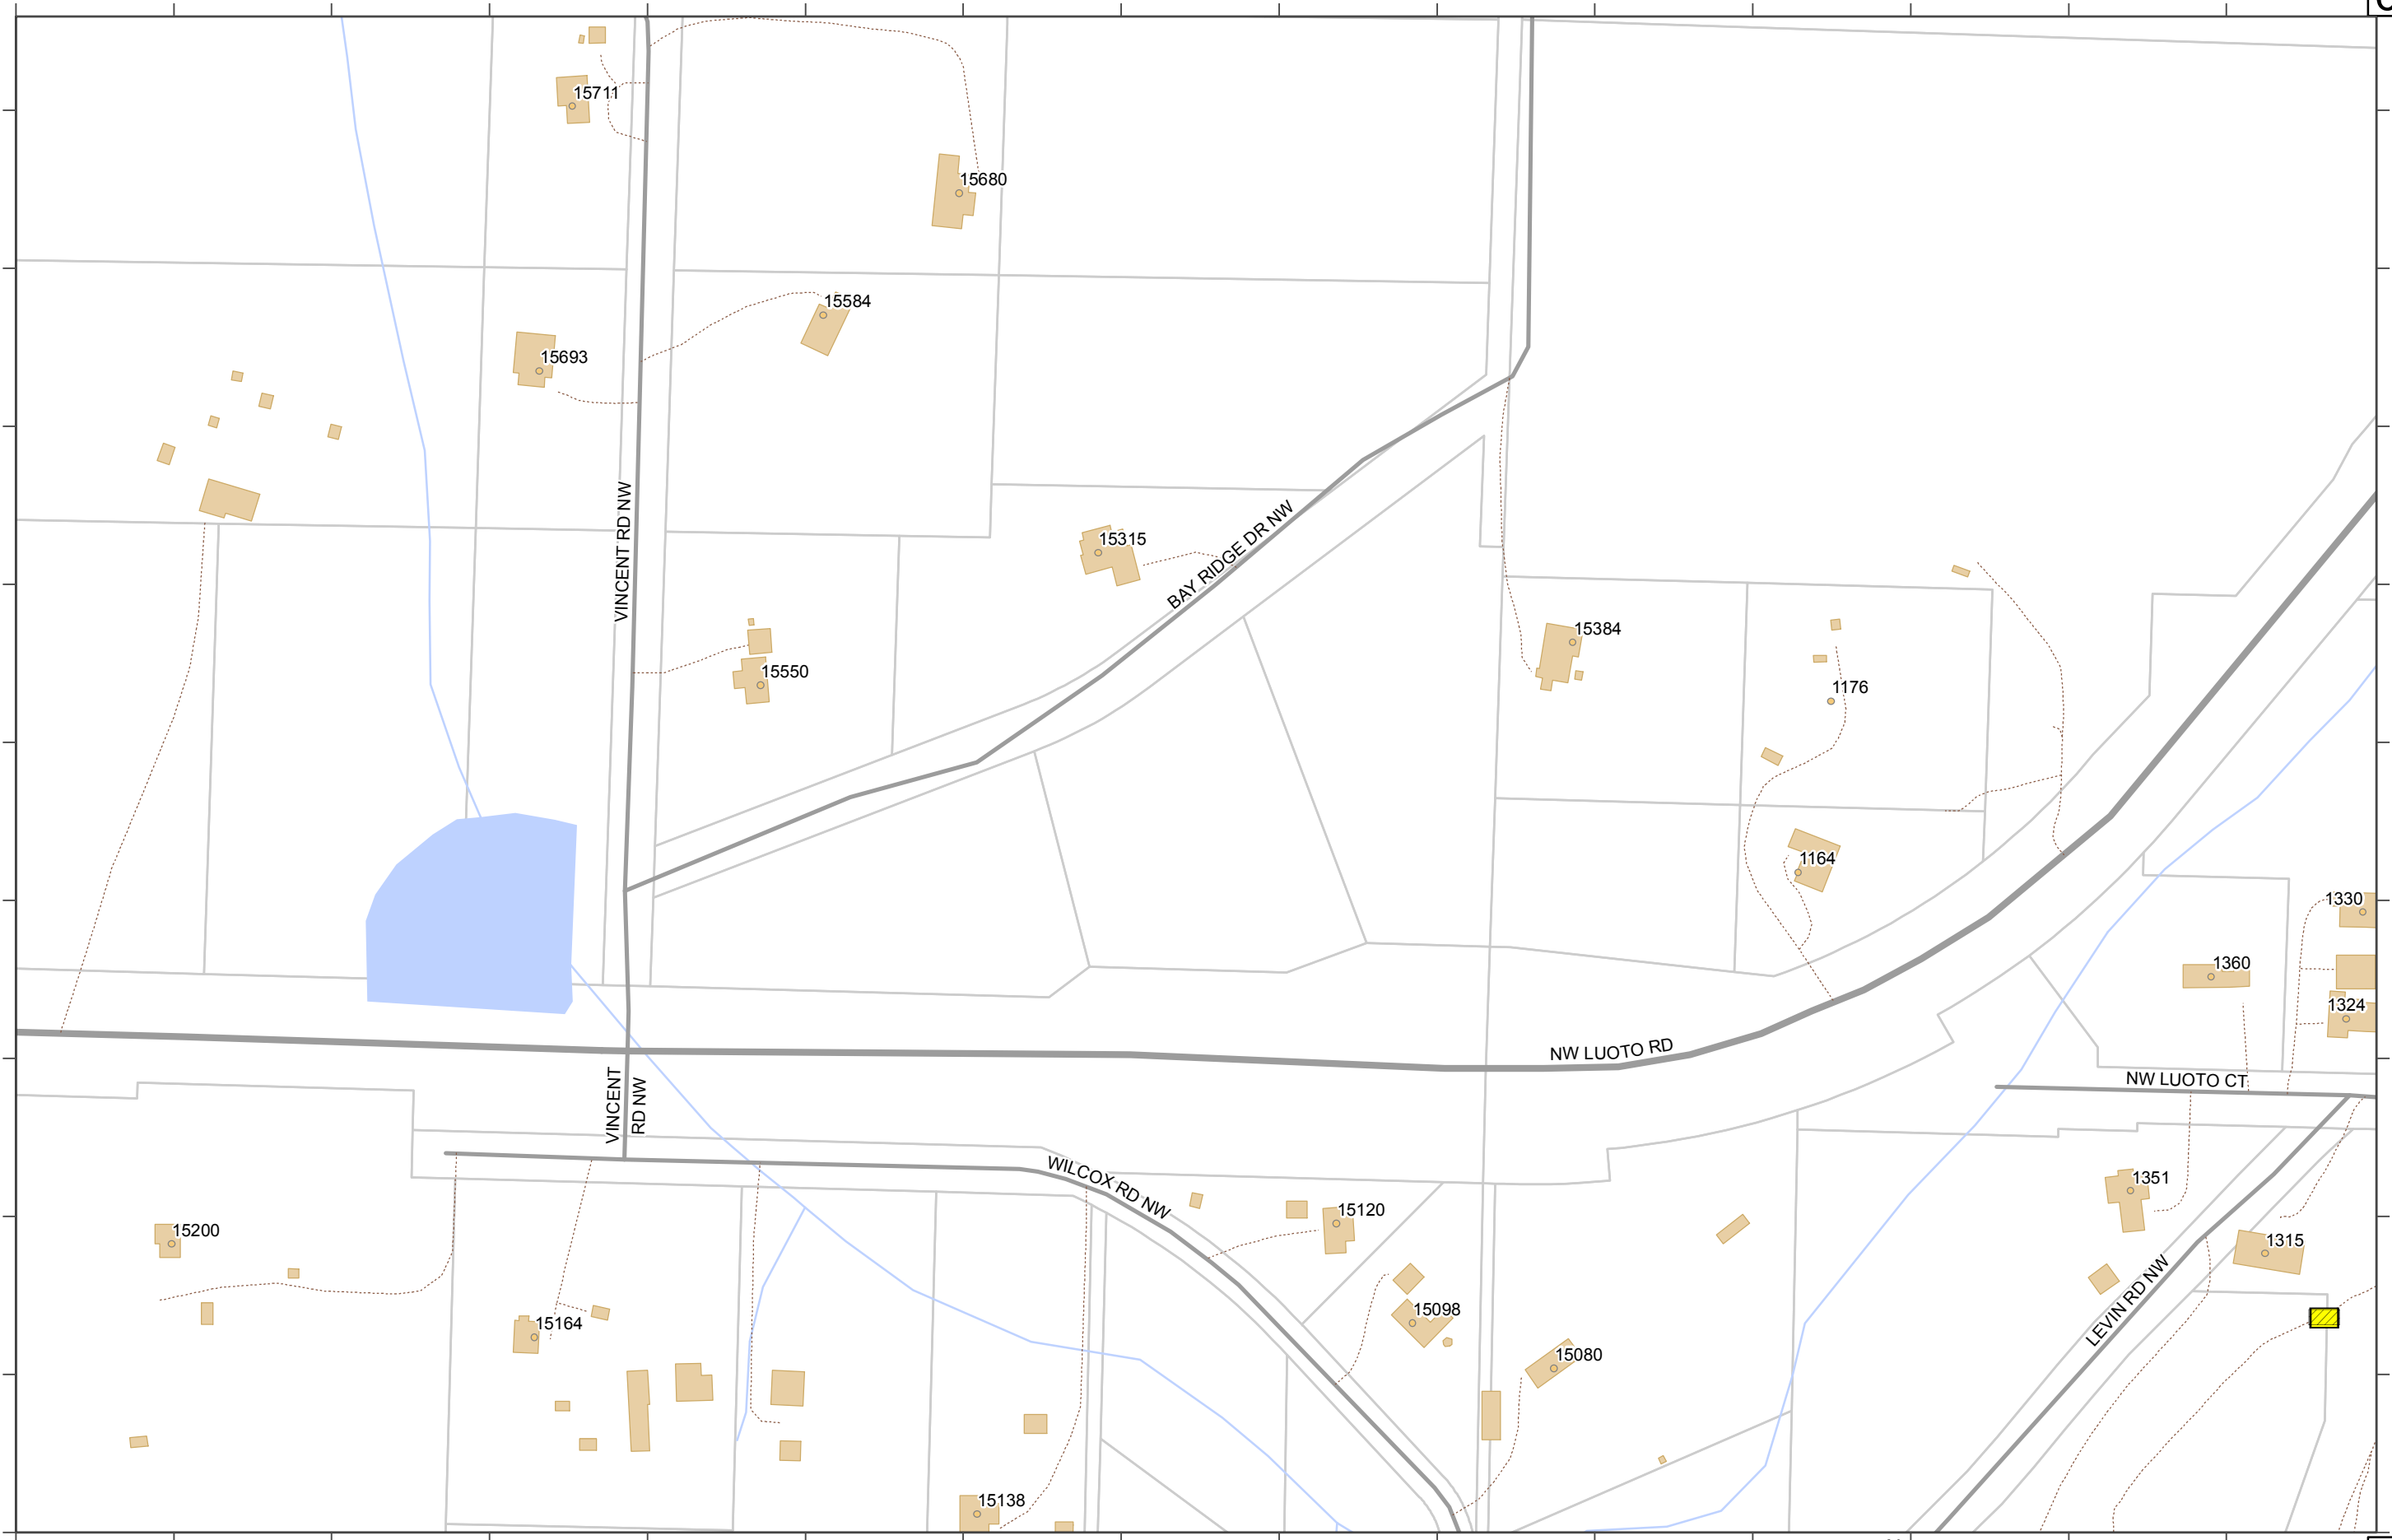 15711
15680
15584
15693
VINCENT RD NW
BAY RIDGE DR NW
15315
15384
15550
1176
1164
1330
1360
1324
NW LUOTO RD
NW LUOTO CT
VINCENT
RD NW
WILCOX RD NW
1351
15120
15200
1315
LEVIN RD NW
15098
15164
15080
15138